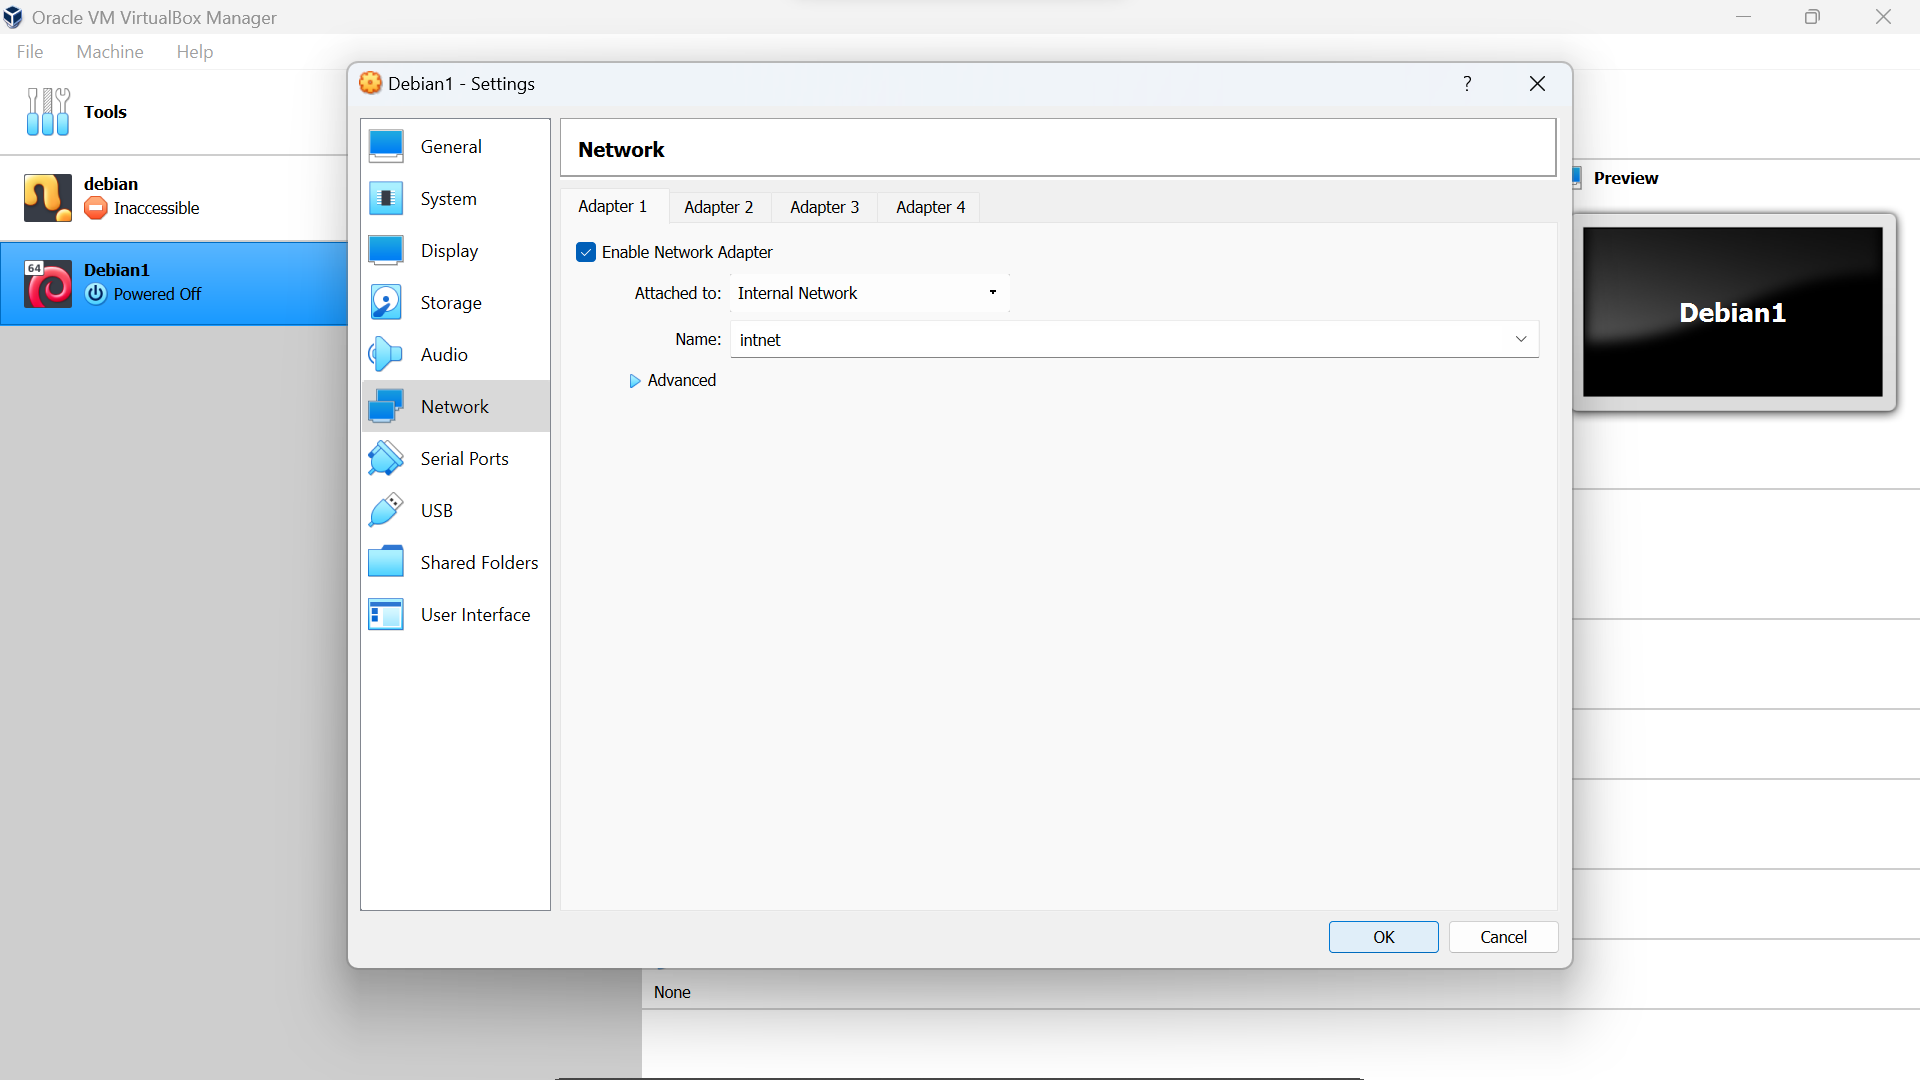 Oracle VM VirtualBox Manager
File Machine Help
Tools
debian
Inaccessible
64
Debian1
Powered Off
Debian1 - Settings
?
General
System
Display
Storage
Audio
Network
Serial Ports
USB
Shared Folders
User Interface
Network
Adapter 1 Adapter 2 Adapter 3 Adapter 4
Enable Network Adapter
Attached to: Internal Network
Name: intnet
Advanced
OK Cancel
Preview
Debian1
None